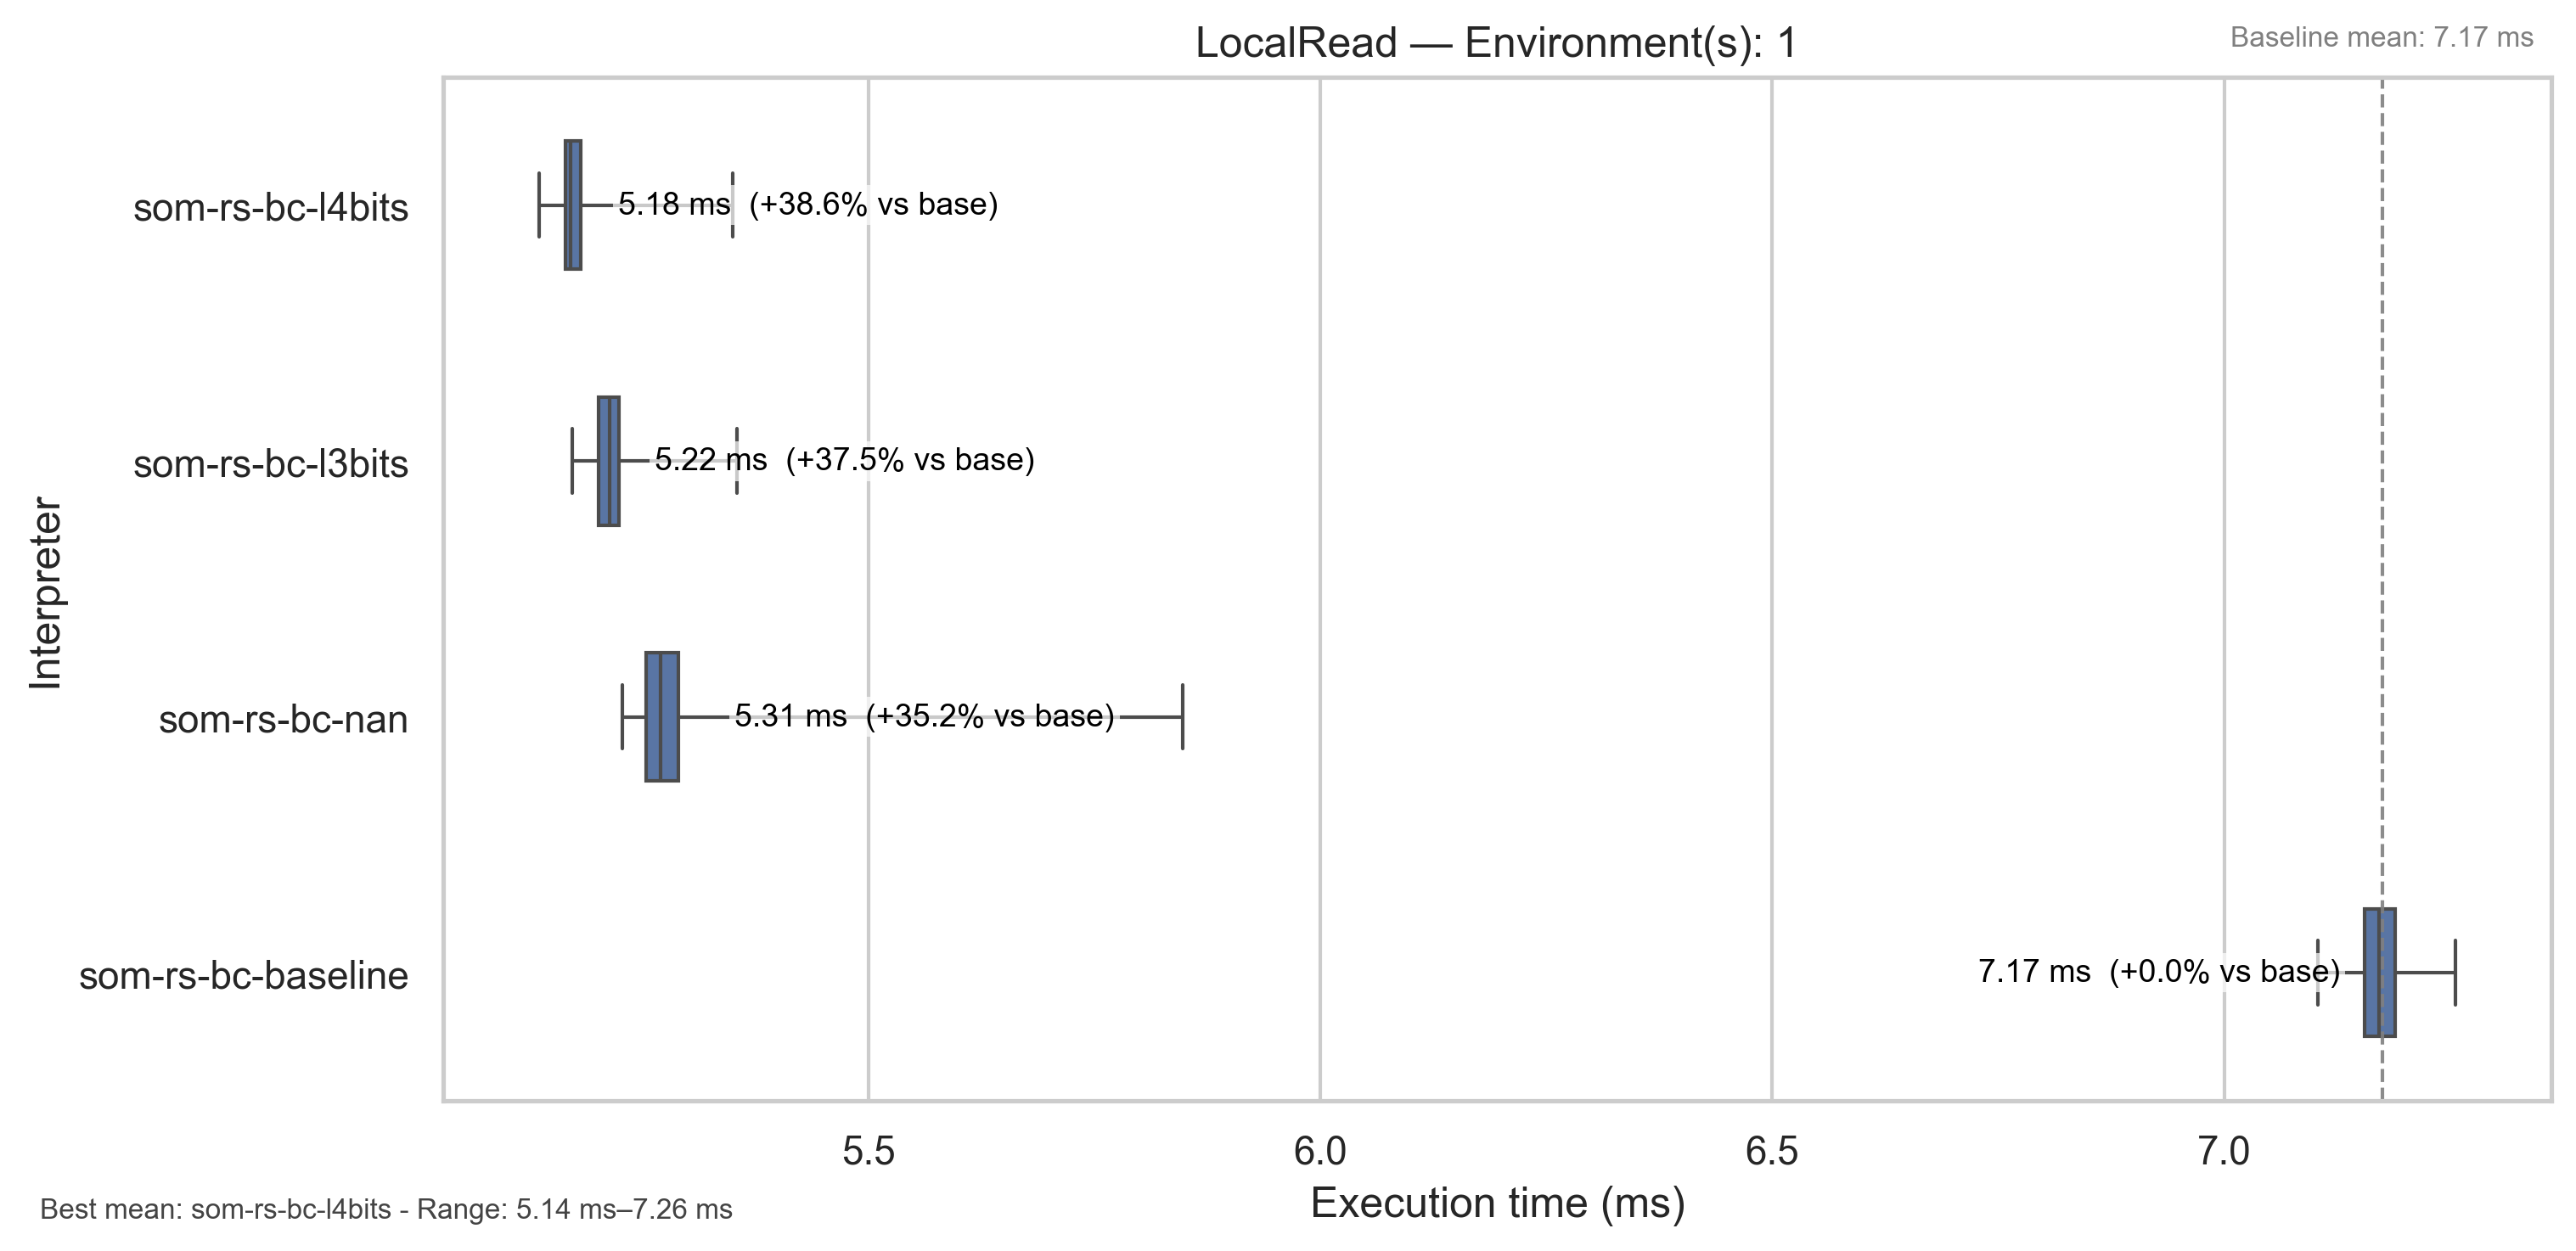 LocalRead — Environment(s): 1
Baseline mean: 7.17 ms
som-rs-bc-l4bits
5.18 ms  (+38.6% vs base)
som-rs-bc-l3bits
5.22 ms  (+37.5% vs base)
Interpreter
som-rs-bc-nan
5.31 ms  (+35.2% vs base)
som-rs-bc-baseline
7.17 ms  (+0.0% vs base)
5.5 6.0 6.5 7.0
Execution time (ms)
Best mean: som-rs-bc-l4bits - Range: 5.14 ms–7.26 ms